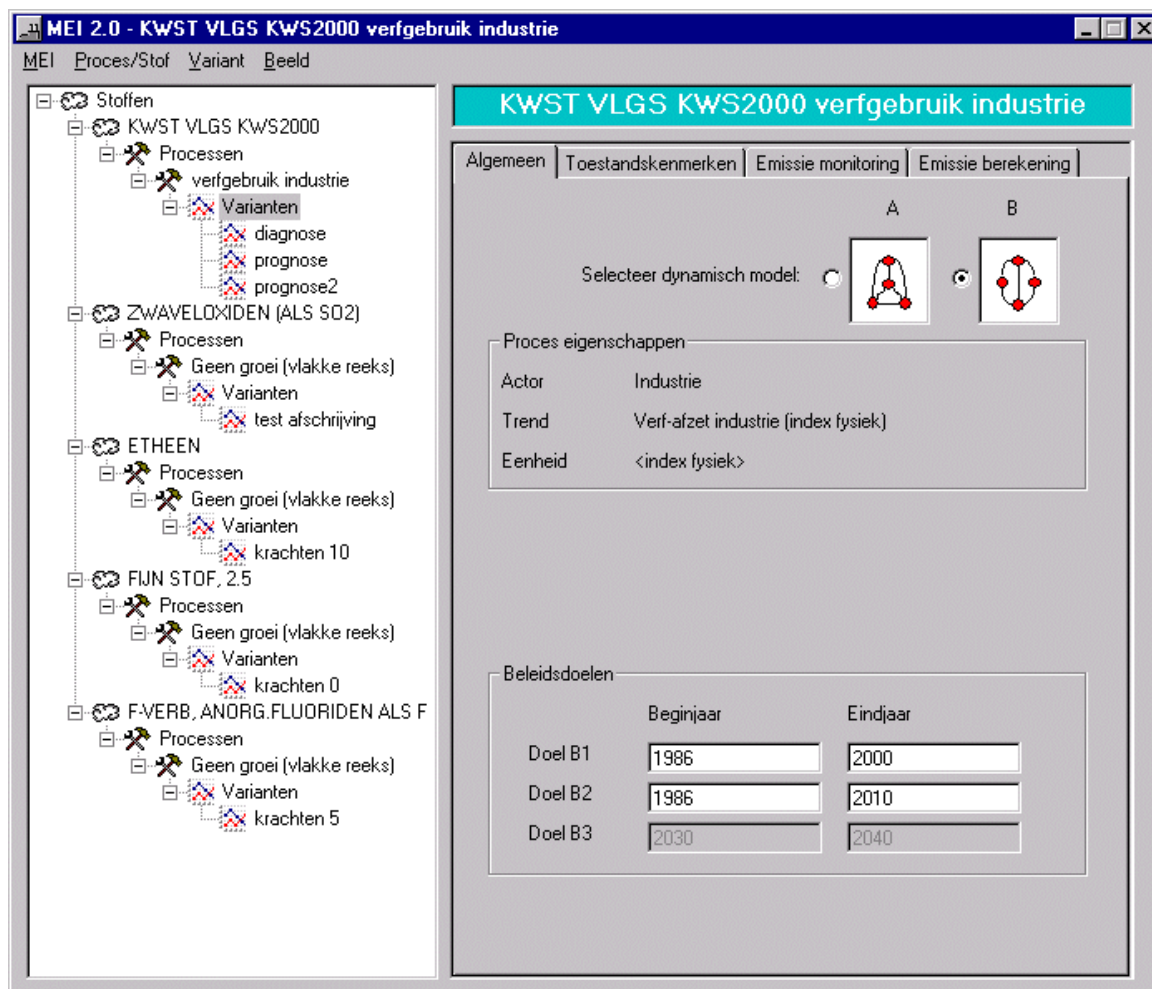 MEI 2.0 - KWST VLGS KWS2000 verfgebruik industrie
MEI Proces/Stof Variant Beeld
Stoffen
KWST VLGS KWS2000
Processen
verfgebruik industrie
Varianten
diagnose
prognose
prognose2
ZWAVELOXIDEN (ALS SO2)
Processen
Geen groei (vlakke reeks)
Varianten
test afschrijving
ETHEEN
Processen
Geen groei (vlakke reeks)
Varianten
krachten 10
FIJN STOF, 2.5
Processen
Geen groei (vlakke reeks)
Varianten
krachten 0
F-VERB, ANORG.FLUORIDEN ALS F
Processen
Geen groei (vlakke reeks)
Varianten
krachten 5
KWST VLGS KWS2000 verfgebruik industrie
Algemeen Toestandskenmerken Emissie monitoring Emissie berekening
A B
Selecteer dynamisch model:
Proces eigenschappen
Actor Industrie
Trend Verf-afzet industrie (index fysiek)
Eenheid <index fysiek>
Beleidsdoelen
Beginjaar Eindjaar
Doel B1 1986 2000
Doel B2 1986 2010
Doel B3 2030 2040